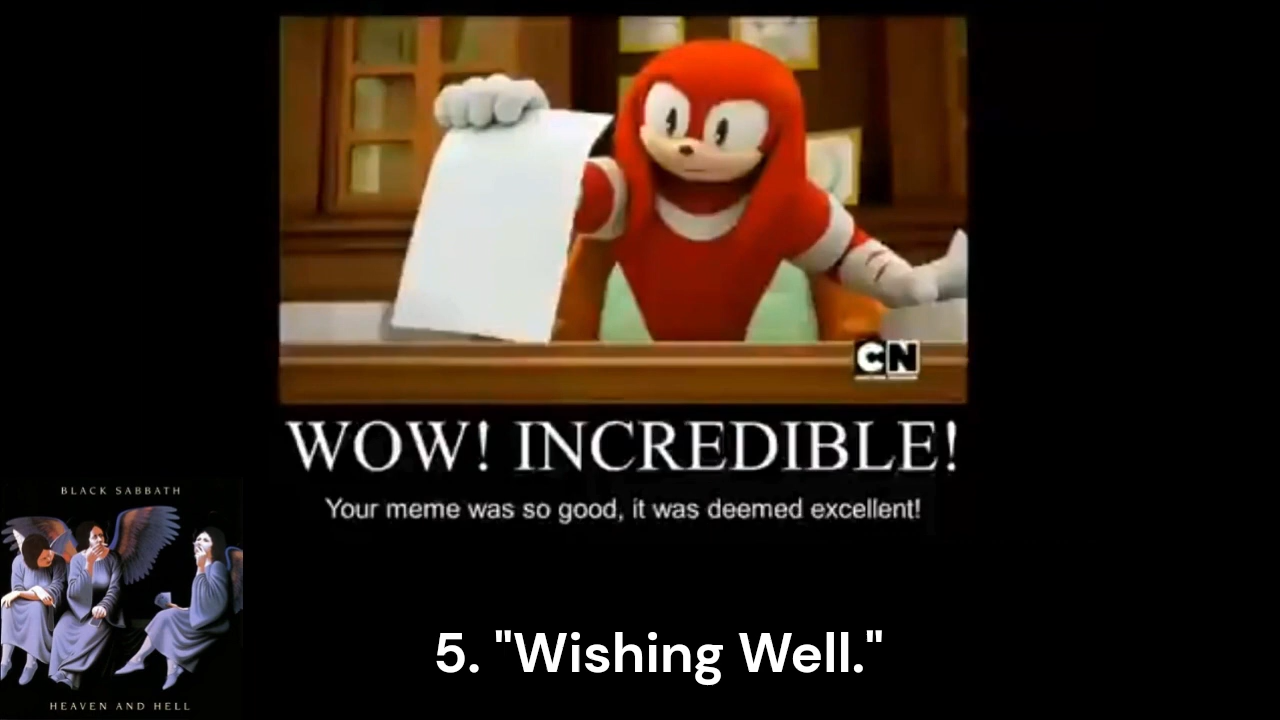 CN
WOW! INCREDIBLE!
Your meme was so good, it was deemed excellent!
BLACK SABBATH
HEAVEN AND HELL
5. "Wishing Well."